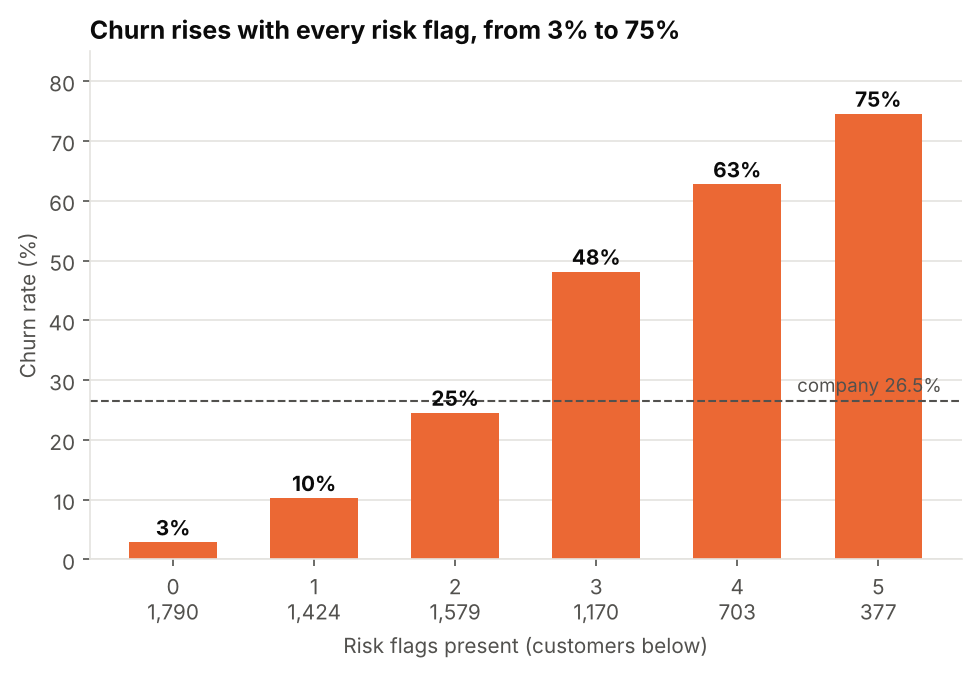 Churn rises with every risk flag, from 3% to 75%
Churn rate (%)
80
70
60
50
40
30
20
10
0
3%
10%
25%
48%
63%
75%
company 26.5%
0 1 2 3 4 5
1,790 1,424 1,579 1,170 703 377
Risk flags present (customers below)